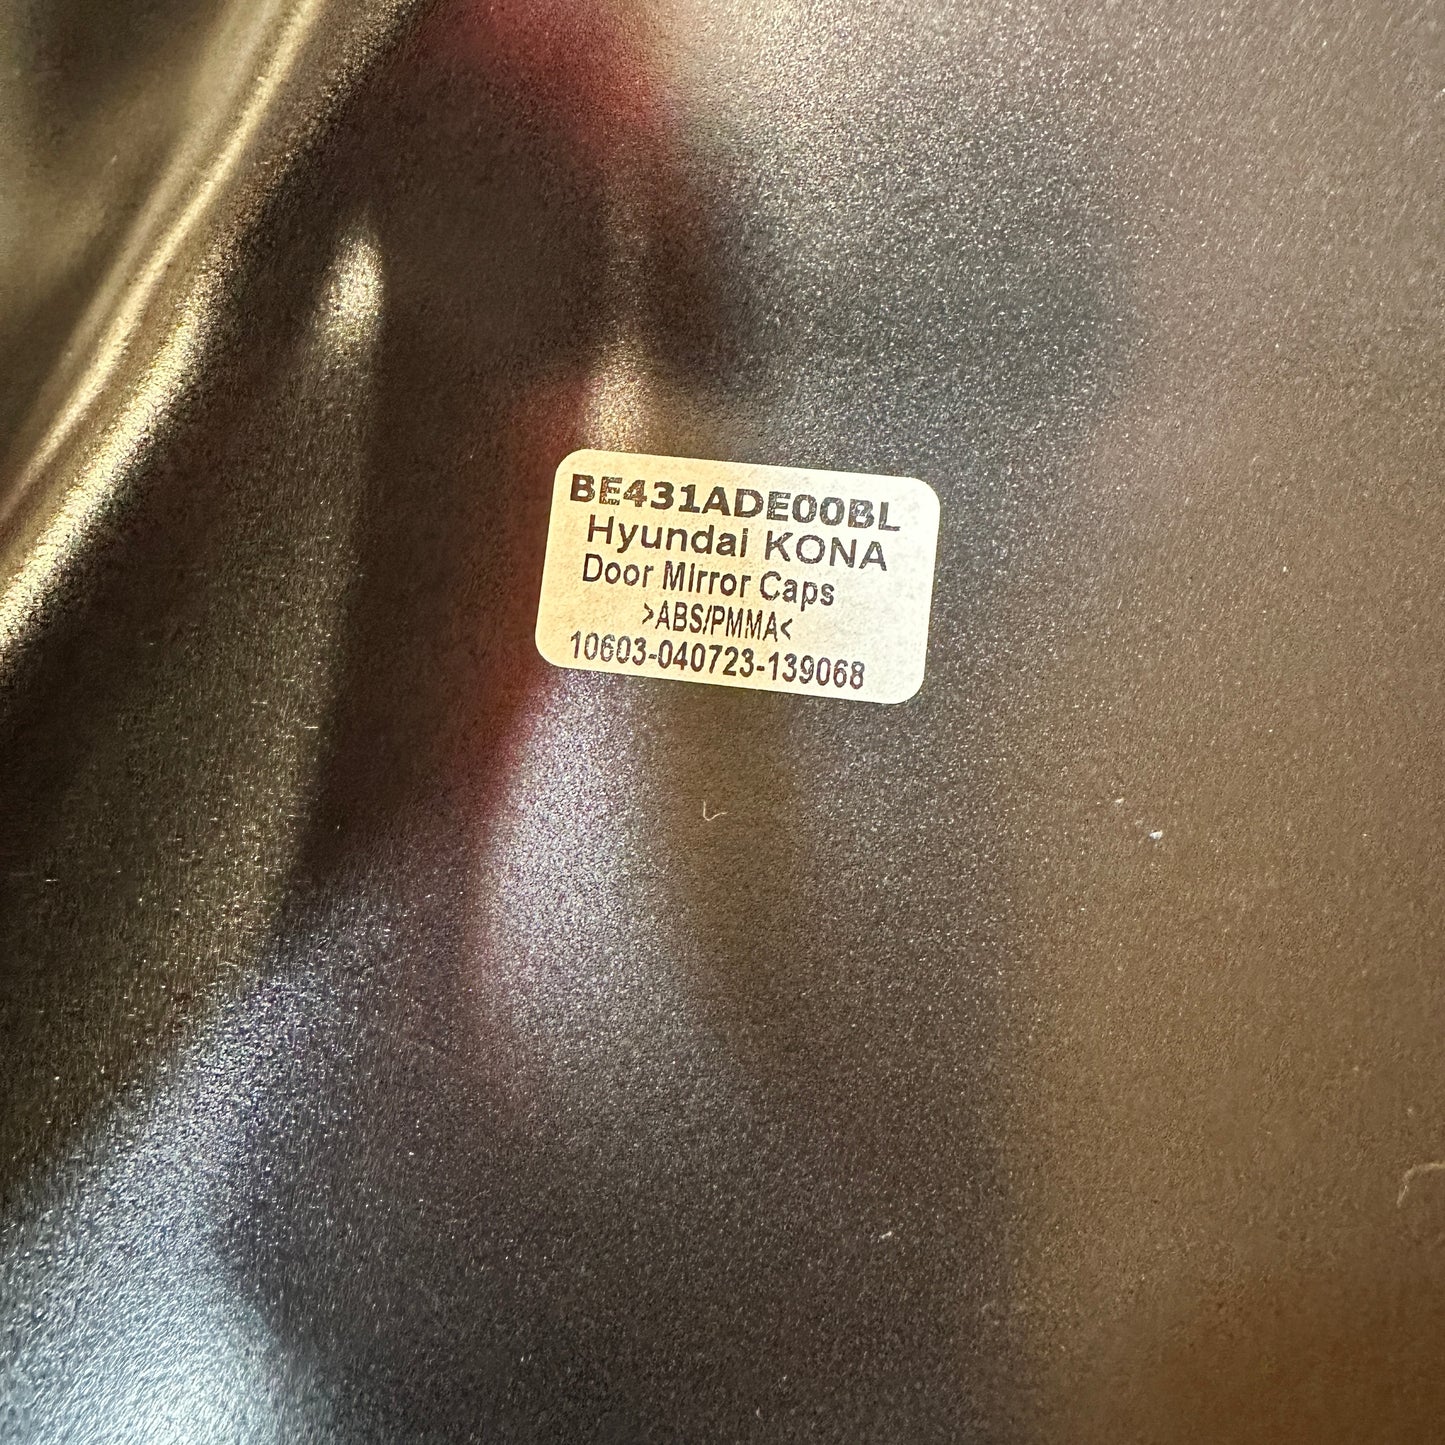 BE431ADE00BL
Hyundai KONA
Door Mirror Caps
>ABS/PMMA<
10603-040723-139068